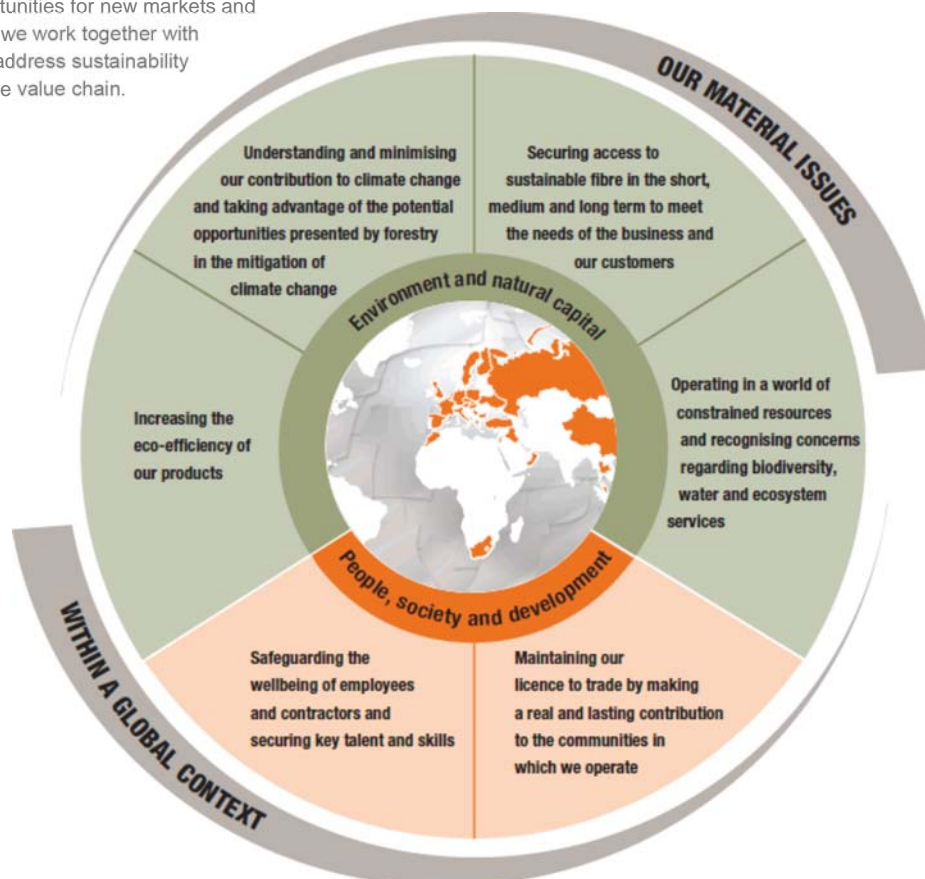 tunities for new markets and
we work together with
address sustainability
e value chain.
OUR MATERIAL ISSUES
Understanding and minimising
our contribution to climate change
and taking advantage of the potential
opportunities presented by forestry
in the mitigation of
climate change
Securing access to
sustainable fibre in the short,
medium and long term to meet
the needs of the business and
our customers
Environment and natural capital
Increasing the
eco-efficiency of
our products
Operating in a world of
constrained resources
and recognising concerns
regarding biodiversity,
water and ecosystem
services
People, society and development
Safeguarding the
wellbeing of employees
and contractors and
securing key talent and skills
Maintaining our
licence to trade by making
a real and lasting contribution
to the communities in
which we operate
WITHIN A GLOBAL CONTEXT